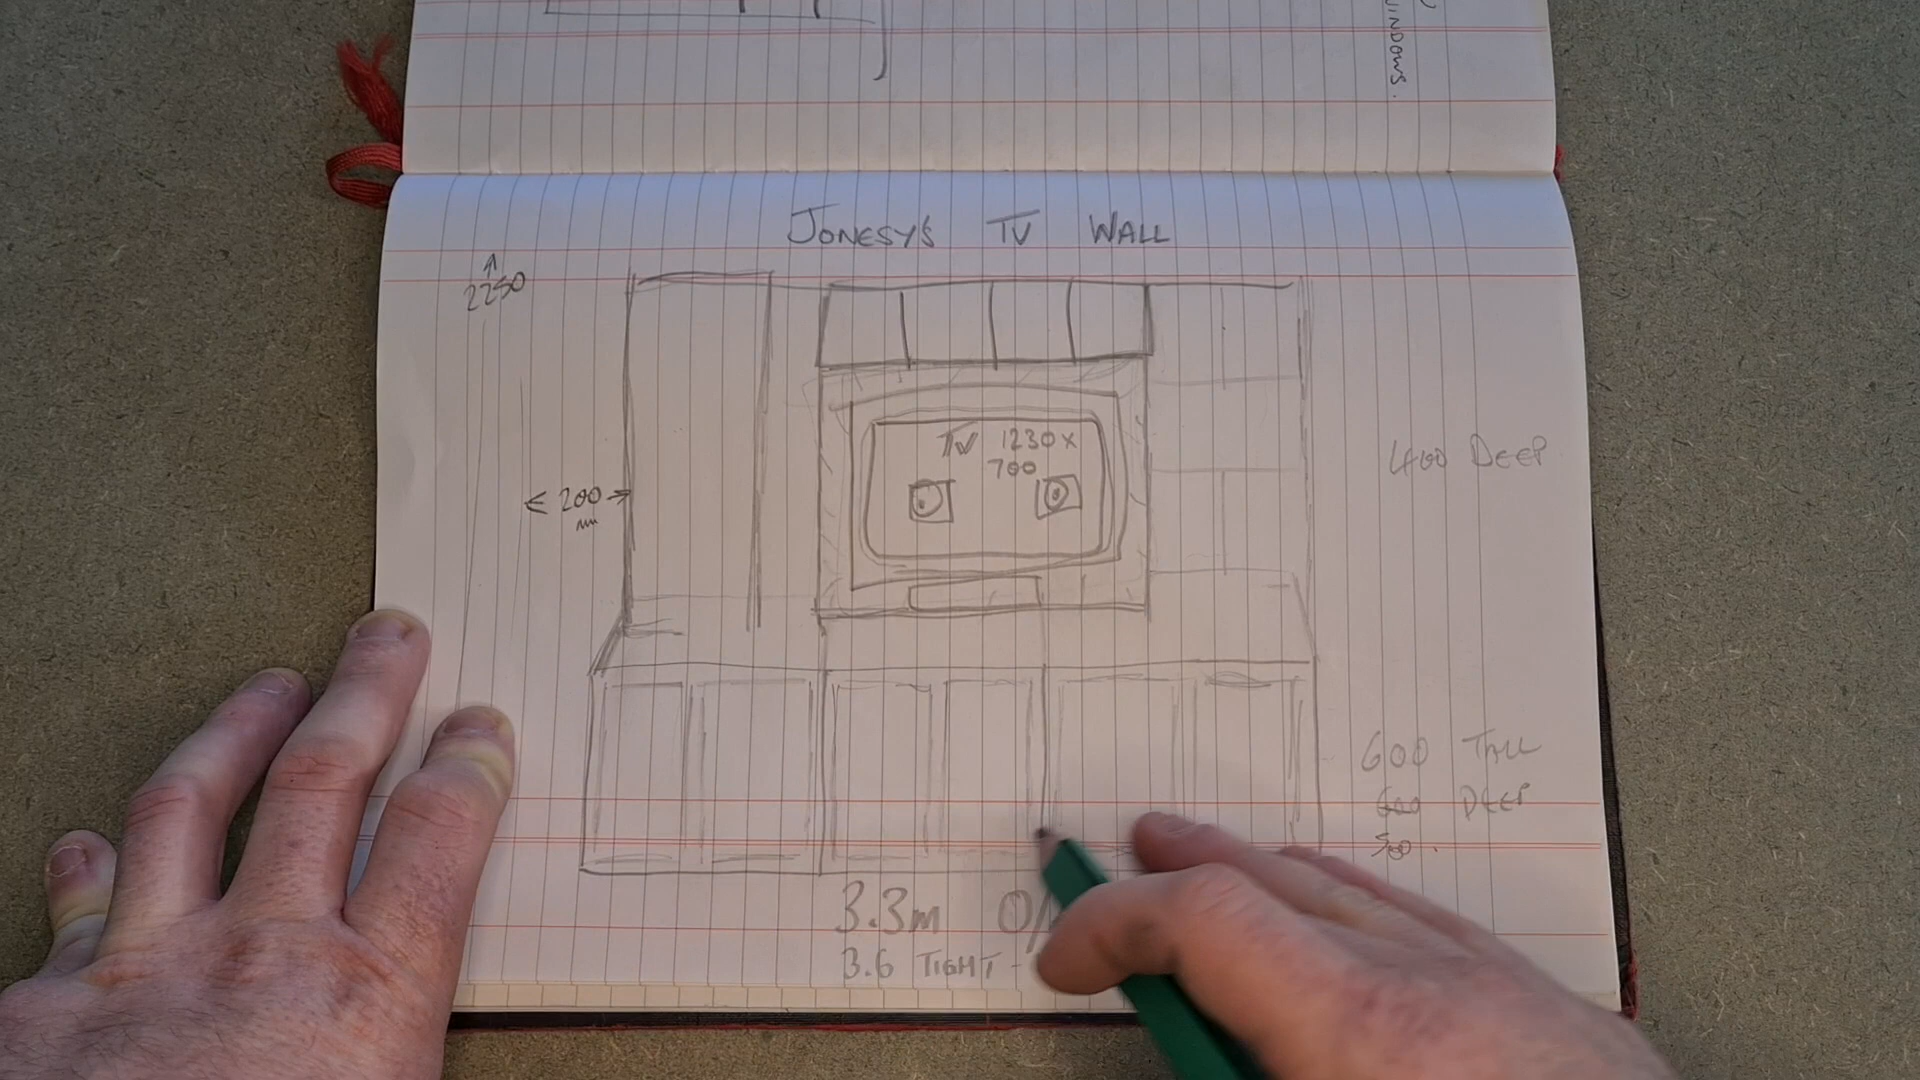 WINDOWS.
JONESY'S TV WALL
2250
TV 1230 x
700
400 DEEP
200
mm
600 TALL
600 DEEP
500.
3.3m O/
3.6 TIGHT -